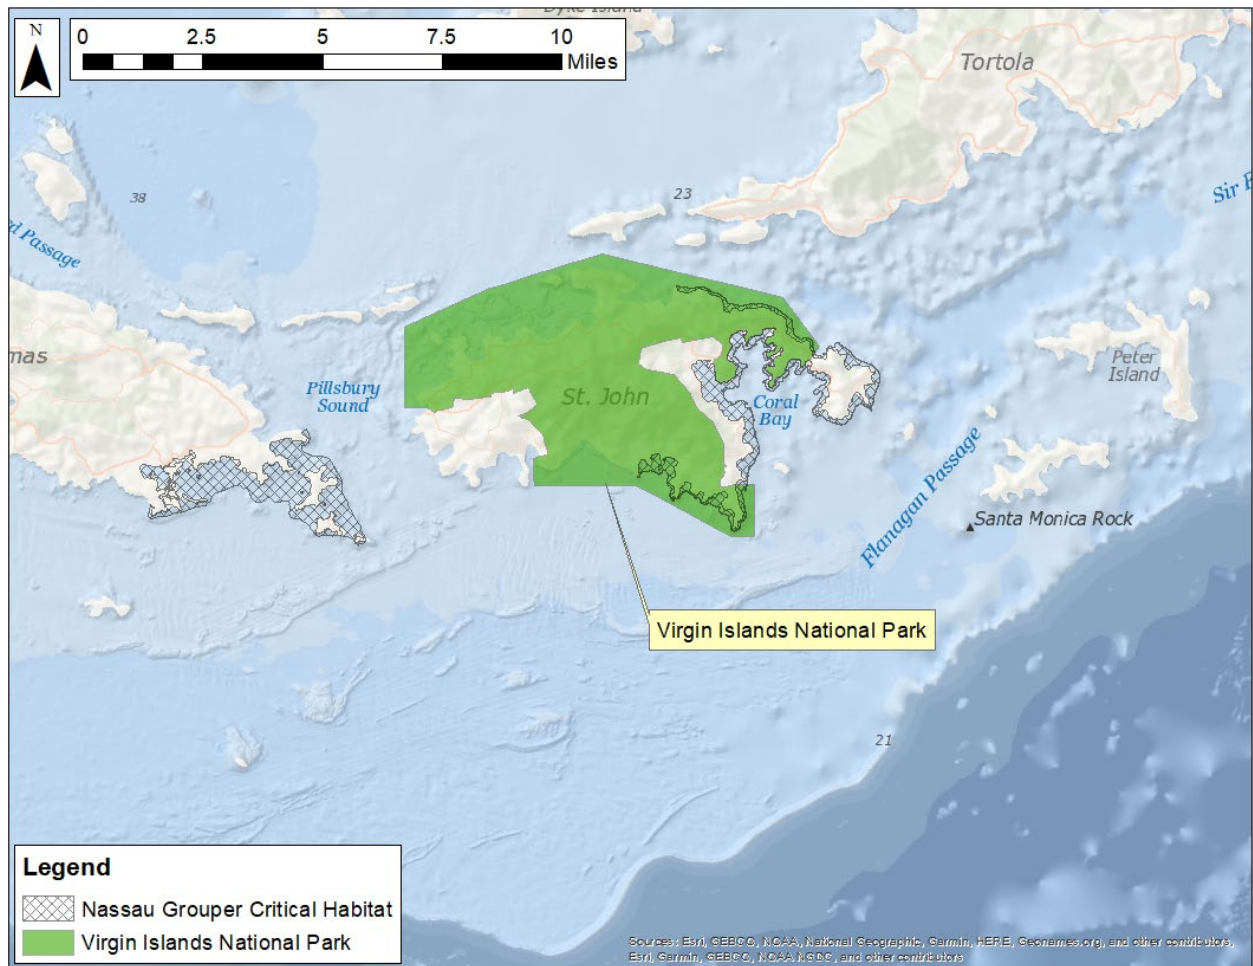 Dyke Island
N
0 2.5 5 7.5 10
Miles
Tortola
38
23
Sir F
rd Passage
mas
Pillsbury
Sound
St. John
Coral
Bay
Peter
Island
Flanagan Passage
Santa Monica Rock
Virgin Islands National Park
21
Legend
Nassau Grouper Critical Habitat
Virgin Islands National Park
Sources: Esri, GEBCO, NOAA, National Geographic, Garmin, HERE, Geonames.org, and other contributors,
Esri, Garmin, GEBCO, NOAA NGDC, and other contributors